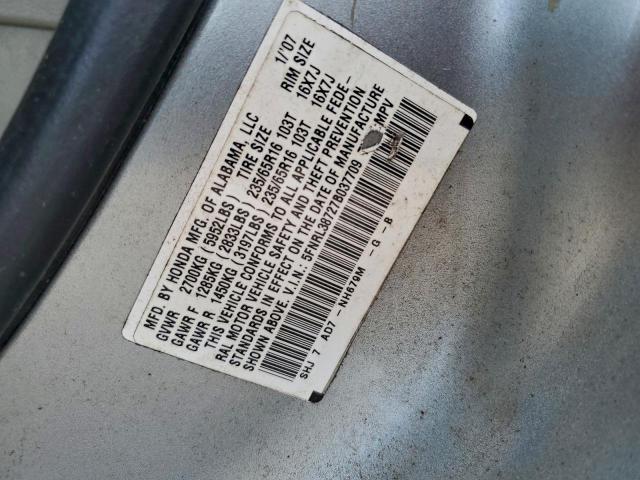 MFD. BY HONDA MFG. OF ALABAMA, LLC 1/'07
GVWR 2700KG (5952LBS) TIRE SIZE RIM SIZE
GAWR F 1285KG (2833LBS) 235/65R16 103T 16X7J
GAWR R 1450KG (3197LBS) 235/65R16 103T 16X7J
THIS VEHICLE CONFORMS TO ALL APPLICABLE FEDE-
RAL MOTOR VEHICLE SAFETY AND THEFT PREVENTION
STANDARDS IN EFFECT ON THE DATE OF MANUFACTURE
SHOWN ABOVE. V.I.N.: 5FNRL38727B037709 MPV
SHJ 7 AD7 - NH679M - G - B